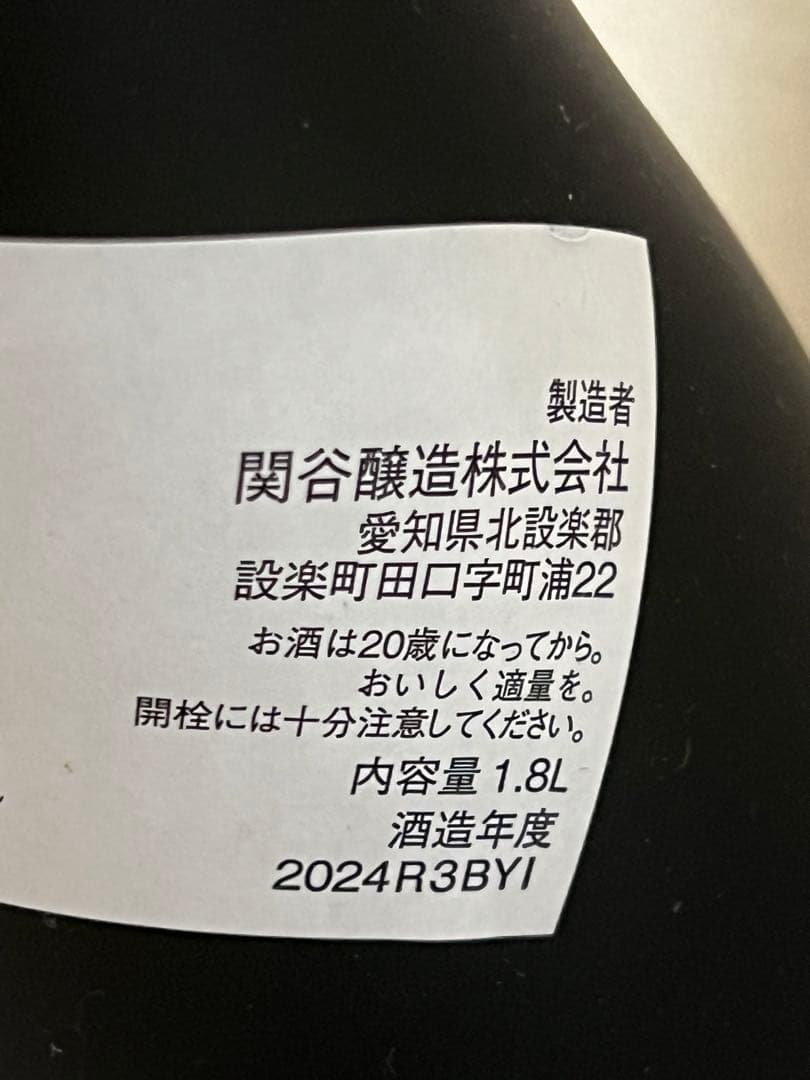 製造者
関谷醸造株式会社
愛知県北設楽郡
設楽町田口字町浦22
お酒は20歳になってから。
おいしく適量を。
開栓には十分注意してください。
内容量 1.8L
酒造年度
2024R3BYI